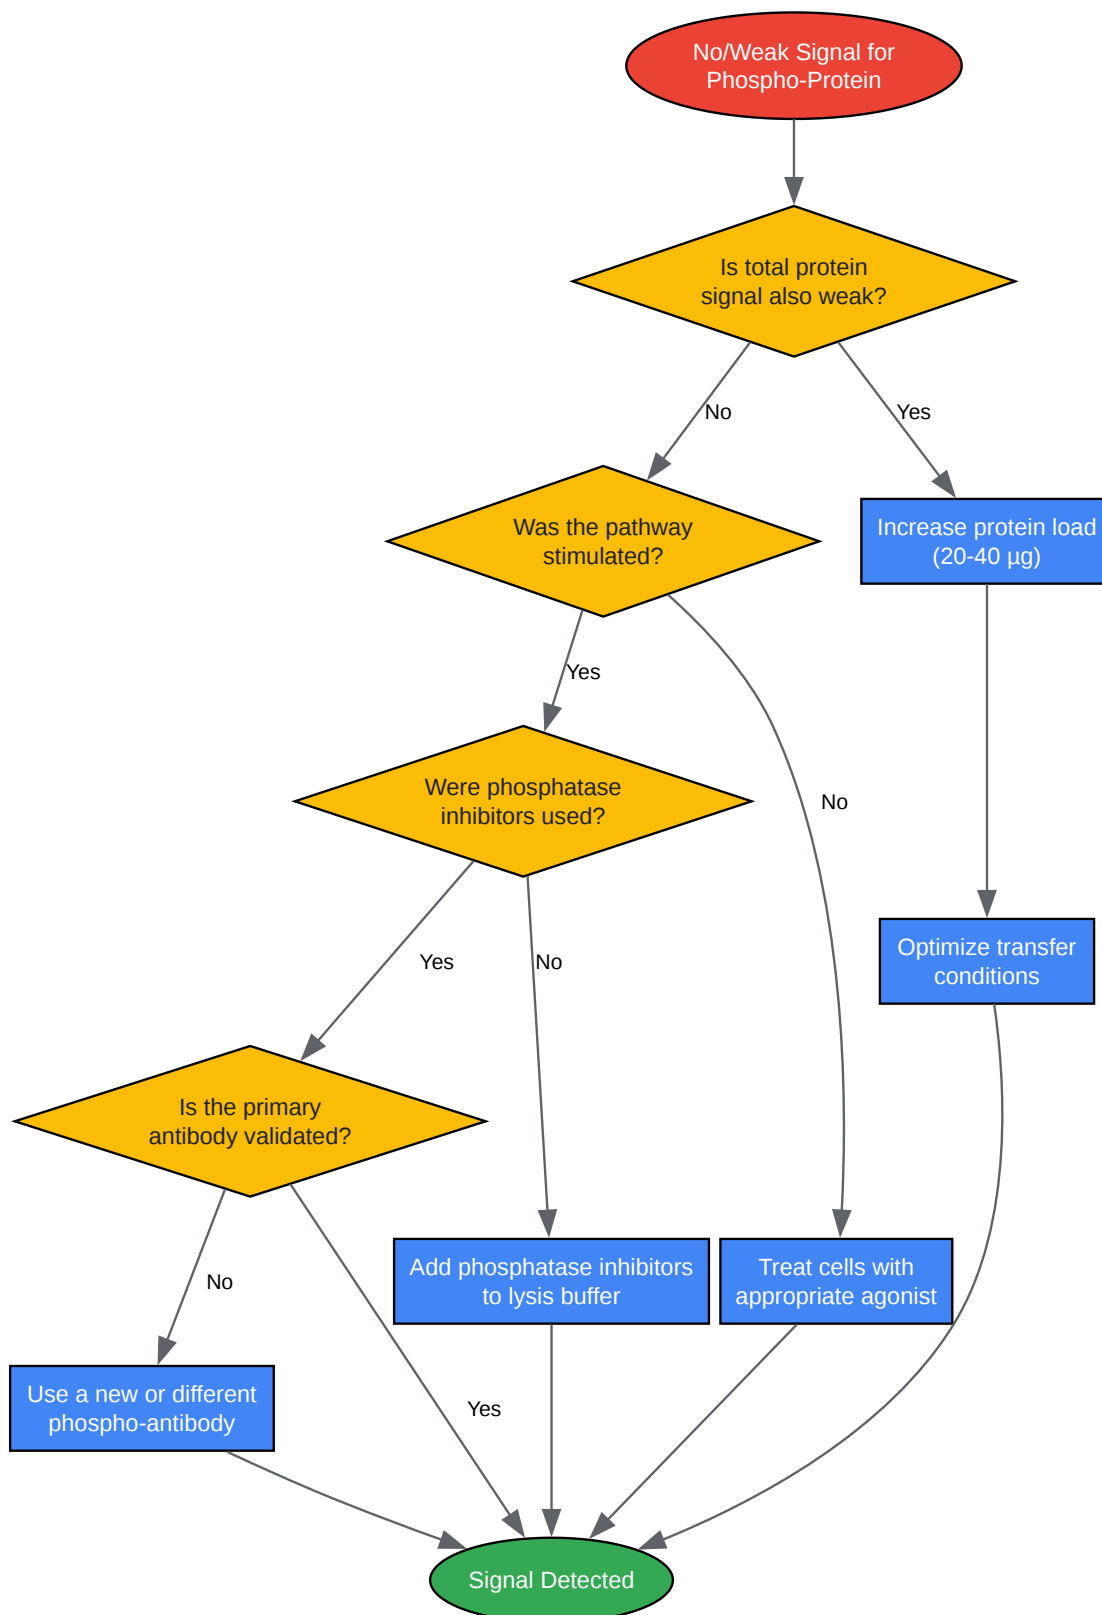 No/Weak Signal for
Phospho-Protein
Is total protein
signal also weak?
No
Yes
Was the pathway
stimulated?
Increase protein load
(20-40 µg)
Yes
Were phosphatase
inhibitors used?
No
Yes
No
Optimize transfer
conditions
Is the primary
antibody validated?
No
Add phosphatase inhibitors
to lysis buffer
Treat cells with
appropriate agonist
Use a new or different
phospho-antibody
Yes
Signal Detected